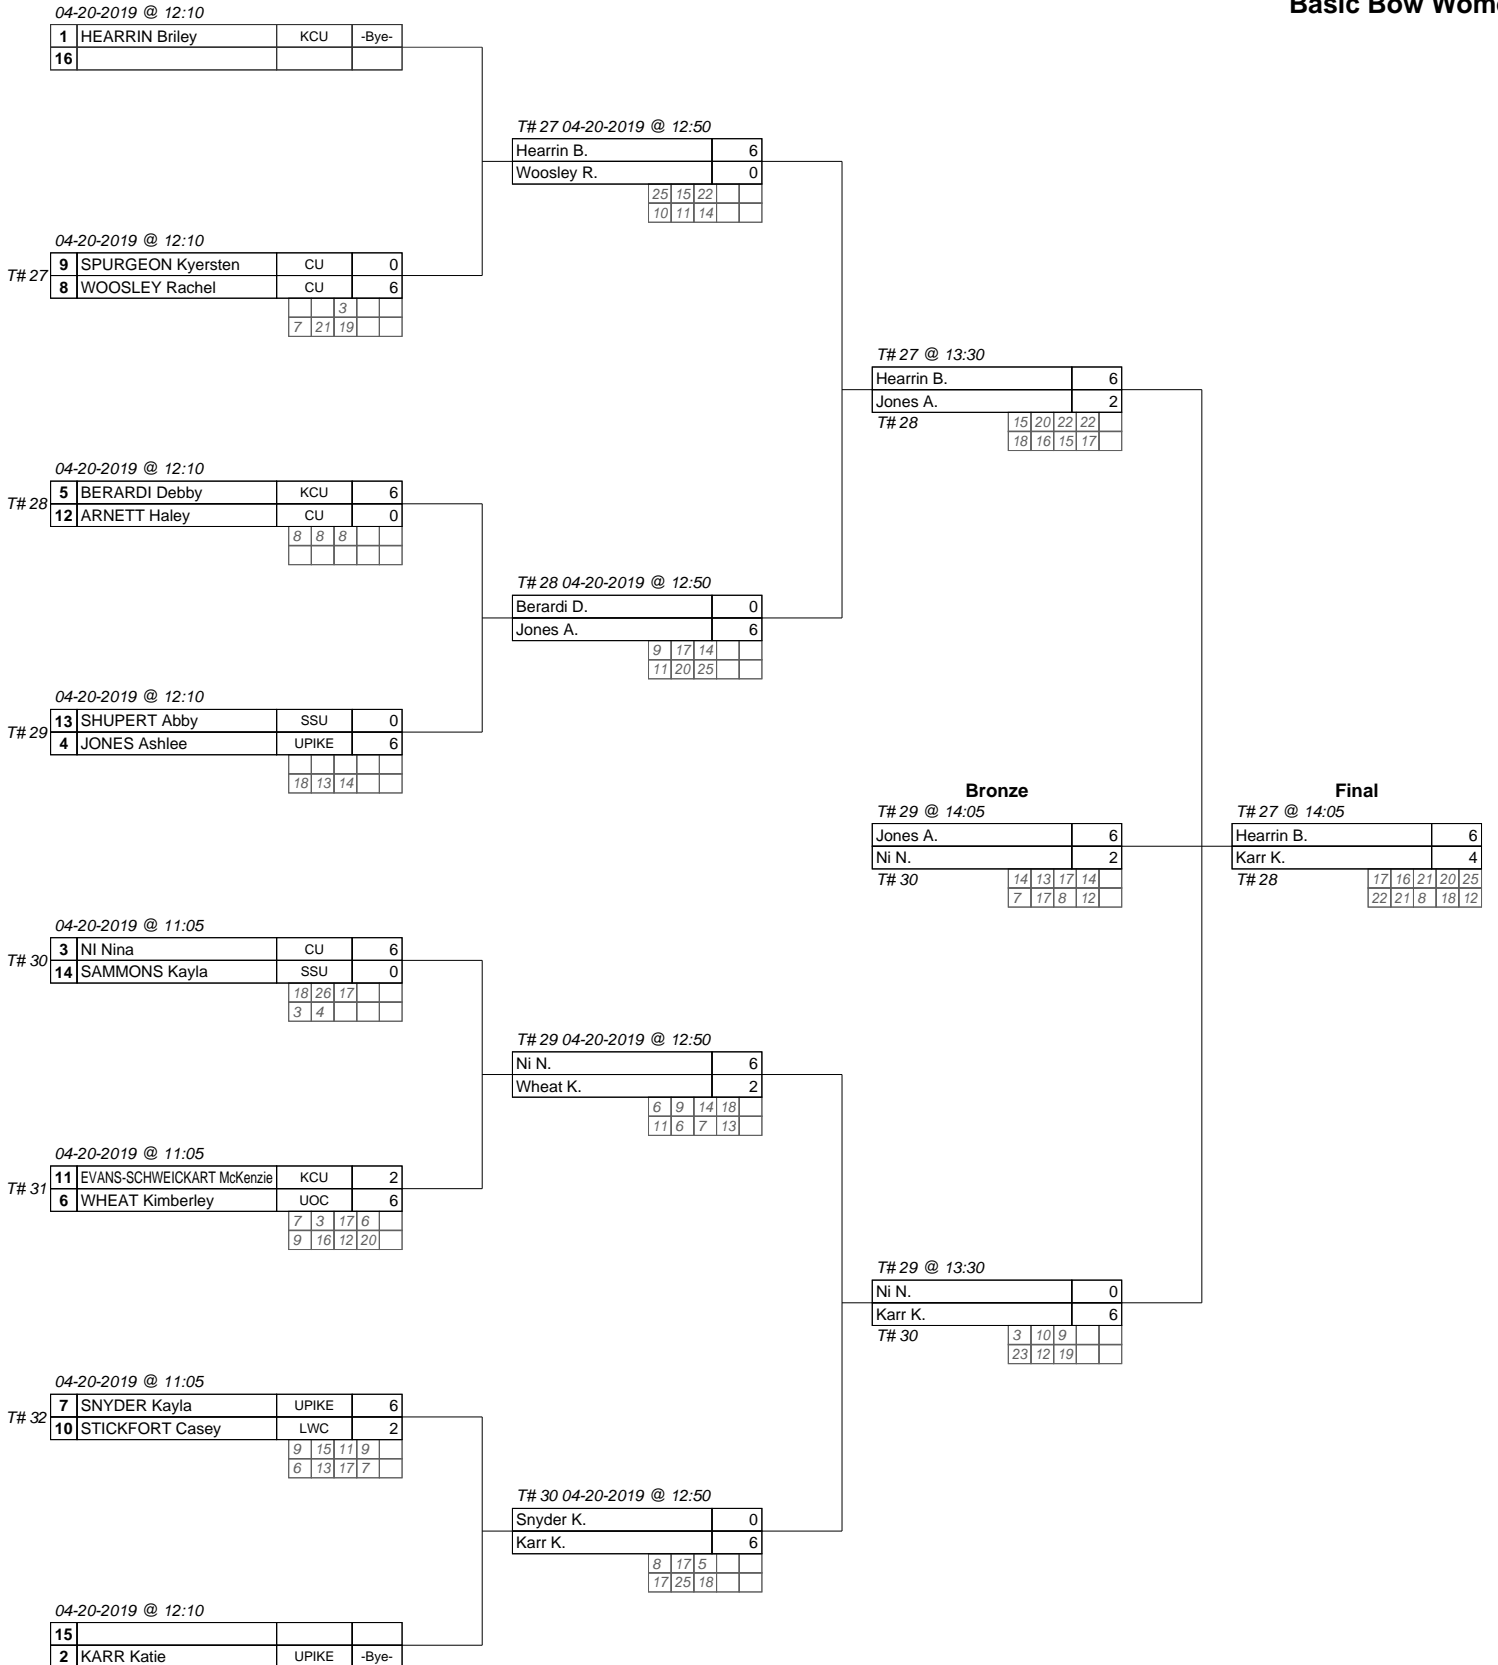 Basic Bow Wome
04-20-2019 @ 12:10
1 HEARRIN Briley KCU -Bye-
16
T# 27 04-20-2019 @ 12:50
Hearrin B. 6
Woosley R. 0
25 15 22
10 11 14
04-20-2019 @ 12:10
T# 27
9 SPURGEON Kyersten CU 0
8 WOOSLEY Rachel CU 6
3
7 21 19
T# 27 @ 13:30
Hearrin B. 6
Jones A. 2
T# 28 15 20 22 22
18 16 15 17
04-20-2019 @ 12:10
T# 28
5 BERARDI Debby KCU 6
12 ARNETT Haley CU 0
8 8 8
T# 28 04-20-2019 @ 12:50
Berardi D. 0
Jones A. 6
9 17 14
11 20 25
04-20-2019 @ 12:10
T# 29
13 SHUPERT Abby SSU 0
4 JONES Ashlee UPIKE 6
18 13 14
Bronze
T# 29 @ 14:05
Jones A. 6
Ni N. 2
T# 30 14 13 17 14
7 17 8 12
Final
T# 27 @ 14:05
Hearrin B. 6
Karr K. 4
T# 28 17 16 21 20 25
22 21 8 18 12
04-20-2019 @ 11:05
T# 30
3 NI Nina CU 6
14 SAMMONS Kayla SSU 0
18 26 17
3 4
T# 29 04-20-2019 @ 12:50
Ni N. 6
Wheat K. 2
6 9 14 18
11 6 7 13
04-20-2019 @ 11:05
T# 31
11 EVANS-SCHWEICKART McKenzie KCU 2
6 WHEAT Kimberley UOC 6
7 3 17 6
9 16 12 20
T# 29 @ 13:30
Ni N. 0
Karr K. 6
T# 30 3 10 9
23 12 19
04-20-2019 @ 11:05
T# 32
7 SNYDER Kayla UPIKE 6
10 STICKFORT Casey LWC 2
9 15 11 9
6 13 17 7
T# 30 04-20-2019 @ 12:50
Snyder K. 0
Karr K. 6
8 17 5
17 25 18
04-20-2019 @ 12:10
15
2 KARR Katie UPIKE -Bye-